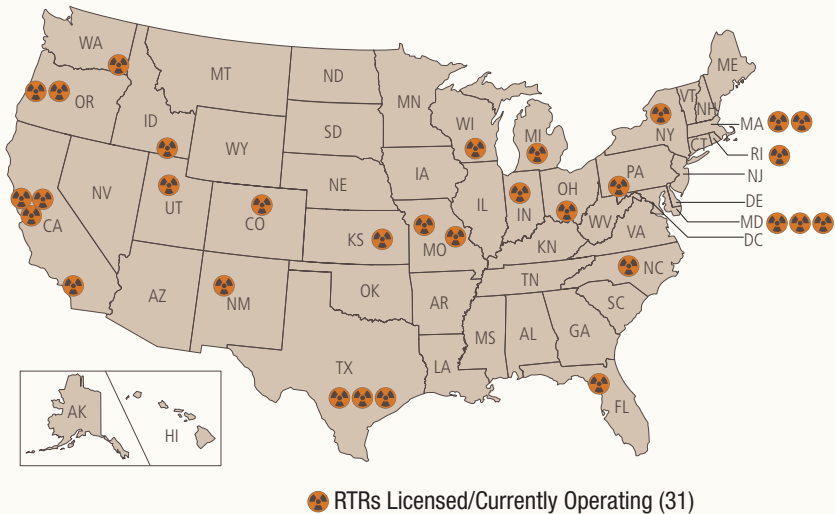 WA
MT
ND
MN
ME
OR
ID
SD
WI
MI
VT
NH
NY
MA
RI
NJ
WY
NE
IA
PA
NV
UT
CO
IL
IN
OH
DE
MD
DC
CA
KS
MO
WV
VA
KN
NC
AZ
NM
OK
AR
TN
SC
TX
LA
MS
AL
GA
FL
AK
HI
RTRs Licensed/Currently Operating (31)